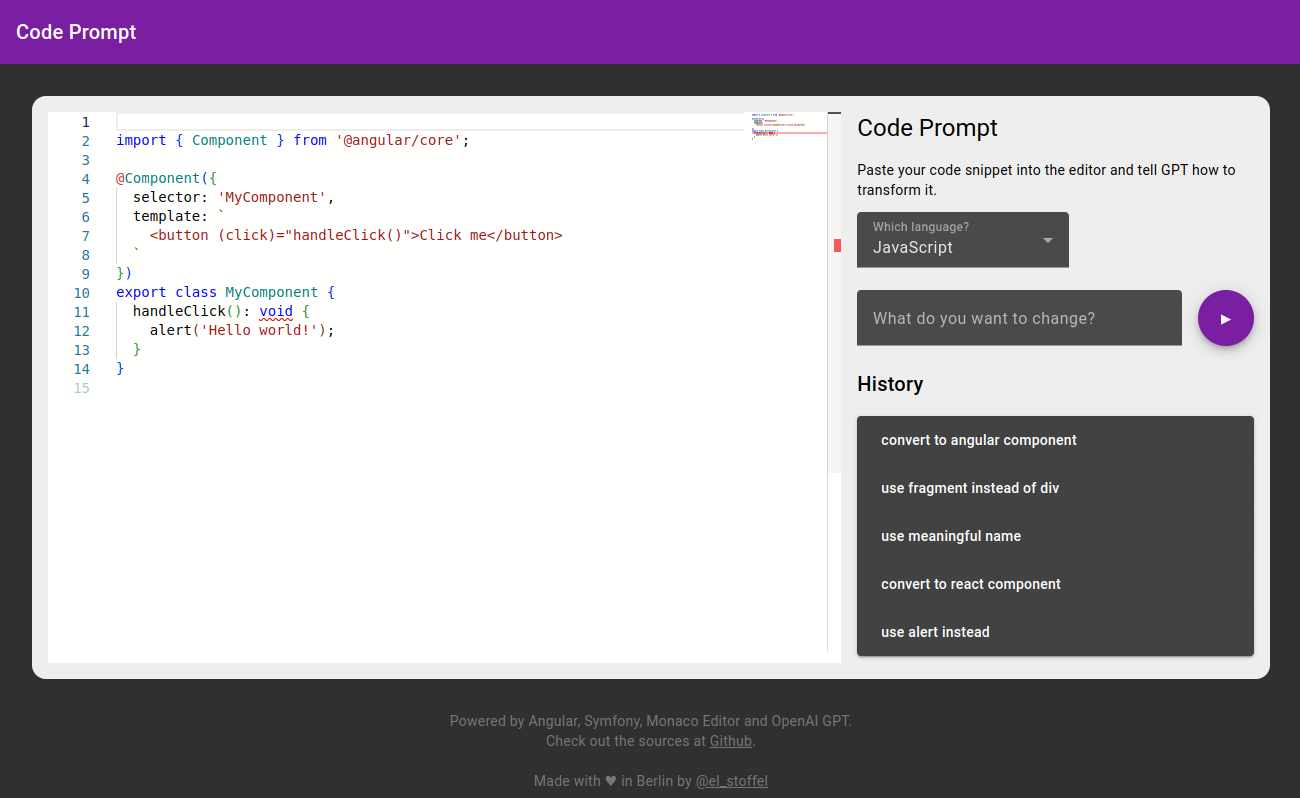 Code Prompt
1
2 import { Component } from '@angular/core';
3
4 @Component({
5   selector: 'MyComponent',
6   template: `
7     <button (click)="handleClick()">Click me</button>
8   `
9 })
10 export class MyComponent {
11   handleClick(): void {
12     alert('Hello world!');
13   }
14 }
15
Code Prompt
Paste your code snippet into the editor and tell GPT how to
transform it.
Which language?
JavaScript
What do you want to change?
History
convert to angular component
use fragment instead of div
use meaningful name
convert to react component
use alert instead
Powered by Angular, Symfony, Monaco Editor and OpenAI GPT.
Check out the sources at Github.
Made with ♥ in Berlin by @el_stoffel